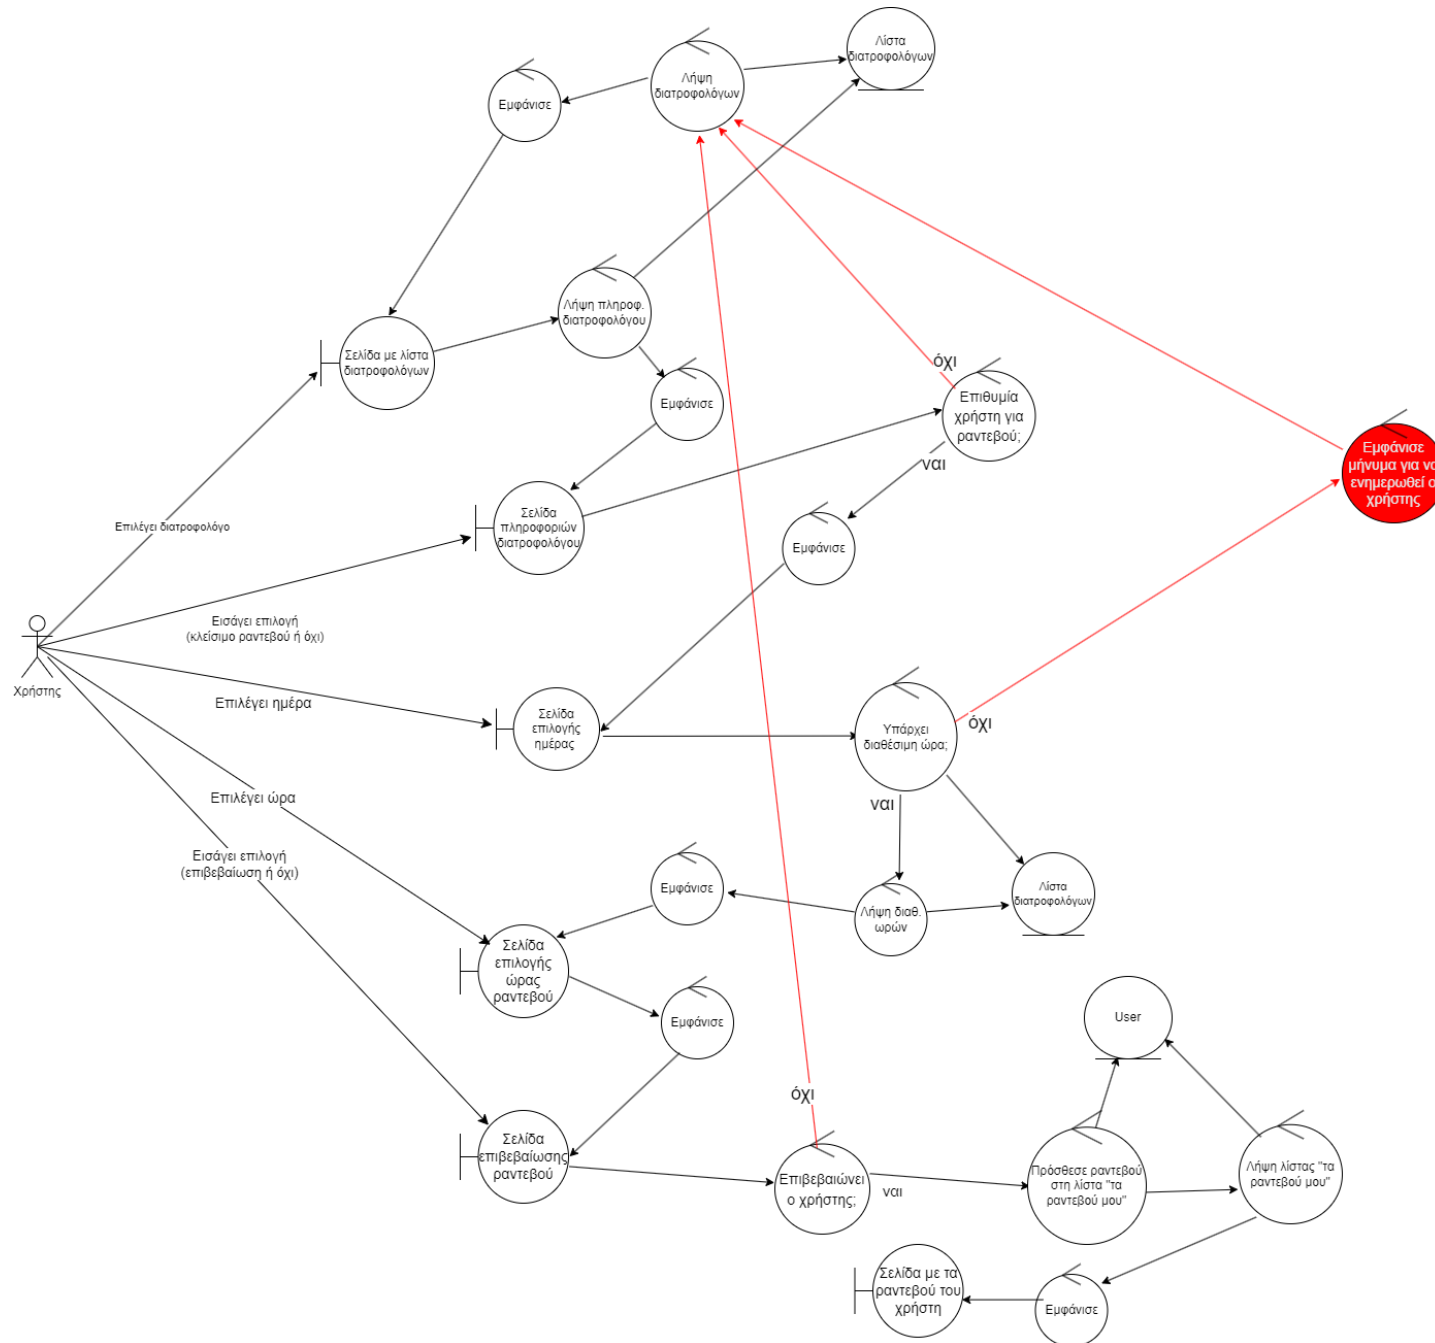 Λίστα
διατροφολόγων
Λήψη
διατροφολόγων
Εμφάνισε
Λήψη πληροφ.
διατροφολόγου
Σελίδα με λίστα
διατροφολόγων
Εμφάνισε
όχι
Επιθυμία
χρήστη για
ραντεβού;
ναι
Εμφάνισε
μήνυμα για να
ενημερωθεί ο
χρήστης
Επιλέγει διατροφολόγο
Σελίδα
πληροφοριών
διατροφολόγου
Εμφάνισε
Εισάγει επιλογή
(κλείσιμο ραντεβού ή όχι)
Χρήστης
Επιλέγει ημέρα
Σελίδα
επιλογής
ημέρας
Υπάρχει
διαθέσιμη ώρα;
όχι
ναι
Επιλέγει ώρα
Εισάγει επιλογή
(επιβεβαίωση ή όχι)
Εμφάνισε
Λήψη διαθ.
ωρών
Λίστα
διατροφολόγων
Σελίδα
επιλογής
ώρας
ραντεβού
Εμφάνισε
User
όχι
Σελίδα
επιβεβαίωσης
ραντεβού
Επιβεβαιώνει
ο χρήστης;
ναι
Πρόσθεσε ραντεβού
στη λίστα "τα
ραντεβού μου"
Λήψη λίστας "τα
ραντεβού μου"
Σελίδα με τα
ραντεβού του
χρήστη
Εμφάνισε